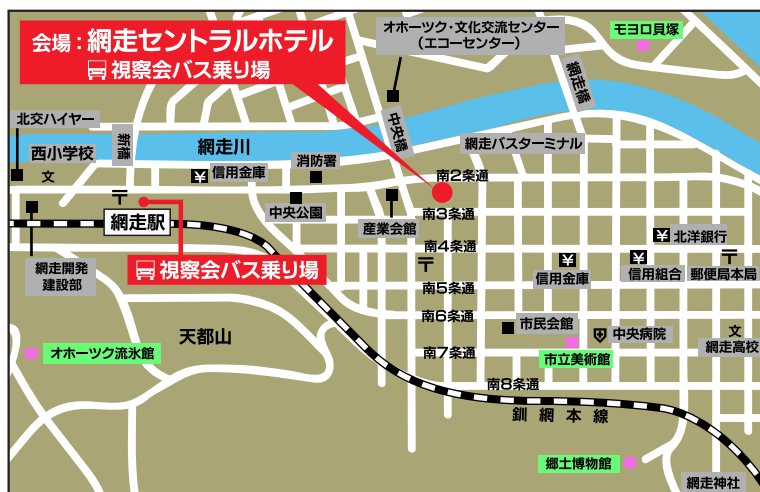 会場：網走セントラルホテル
視察会バス乗り場
オホーツク・文化交流センター
（エコーセンター）
モヨロ貝塚
網走橋
中央橋
北交ハイヤー
新橋
網走川
網走バスターミナル
西小学校
文
信用金庫
消防署
南2条通
中央公園
産業会館
南3条通
網走駅
北洋銀行
南4条通
網走開発
建設部
視察会バス乗り場
信用金庫
信用組合
郵便局本局
南5条通
南6条通
市民会館
中央病院
文
網走高校
天都山
オホーツク流氷館
南7条通
市立美術館
南8条通
釧網本線
郷土博物館
網走神社